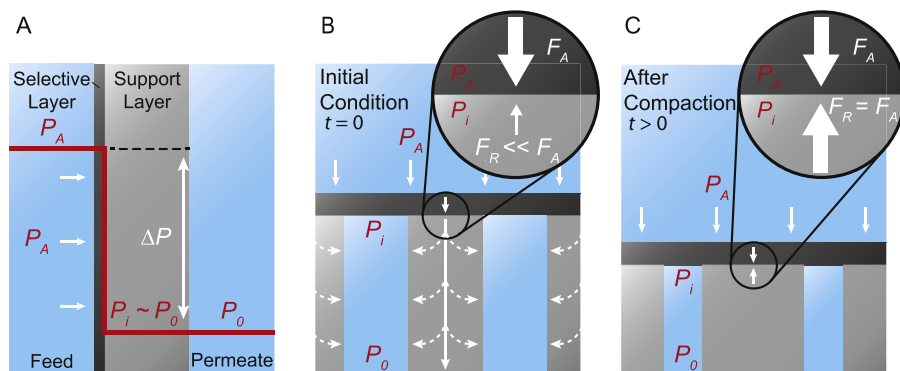 A
Selective
Layer
Support
Layer
P_A
P_A
ΔP
P_i ~ P_0
P_0
Feed
Permeate
B
Initial
Condition
t = 0
F_A
P_A
P_i
F_R << F_A
P_A
P_i
P_0
C
After
Compaction
t > 0
F_A
P_A
P_i
F_R = F_A
P_A
P_i
P_0